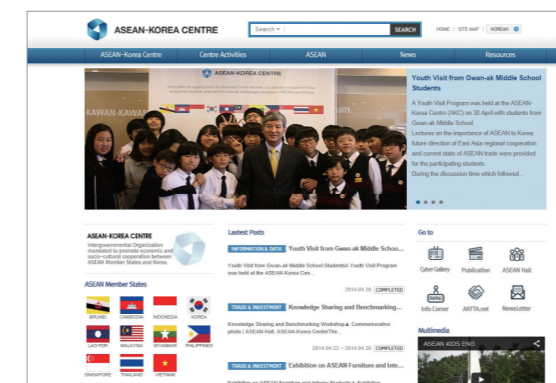 ASEAN-KOREA CENTRE
Search
SEARCH
HOME | SITE MAP | KOREAN
ASEAN-Korea Centre
Centre Activities
ASEAN
News
Resources
ASEAN-KOREA CENTRE
KAWAN-KAWAN
Youth Visit from Gwan-ak Middle School
Students
A Youth Visit Program was held at the ASEAN-
Korea Centre (AKC) on 30 April with students from
Gwan-ak Middle School.
Lectures on the importance of ASEAN to Korea,
future direction of East Asia regional cooperation
and current state of ASEAN trade were provided
for the participating students.
During the discussion time which followed...
ASEAN-KOREA CENTRE
Intergovernmental Organization
mandated to promote economic and
socio-cultural cooperation between
ASEAN Member States and Korea.
ASEAN Member States
BRUNEI
CAMBODIA
INDONESIA
KOREA
LAO PDR
MALAYSIA
MYANMAR
PHILIPPINES
SINGAPORE
THAILAND
VIETNAM
Lastest Posts
INFORMATION & DATA Youth Visit from Gwan-ak Middle Schoo...
Youth Visit from Gwan-ak Middle School StudentsA Youth Visit Program
was held at the ASEAN-Korea Cen...
2014.04.30 COMPLETED
TRADE & INVESTMENT Knowledge Sharing and Benchmarking...
Knowledge Sharing and Benchmarking Workshop▲ Commemorative
photoThe | ASEAN Hall, ASEAN-Korea CentreThe...
2014.04.22 ~ 2014.04.26 COMPLETED
TRADE & INVESTMENT Exhibition on ASEAN Furniture and Inte...
Go to
Cyber Gallery
Publication
ASEAN Hall
Info Corner
AKFTA.net
NewsLetter
Multimedia
ASEAN KIDS ENG